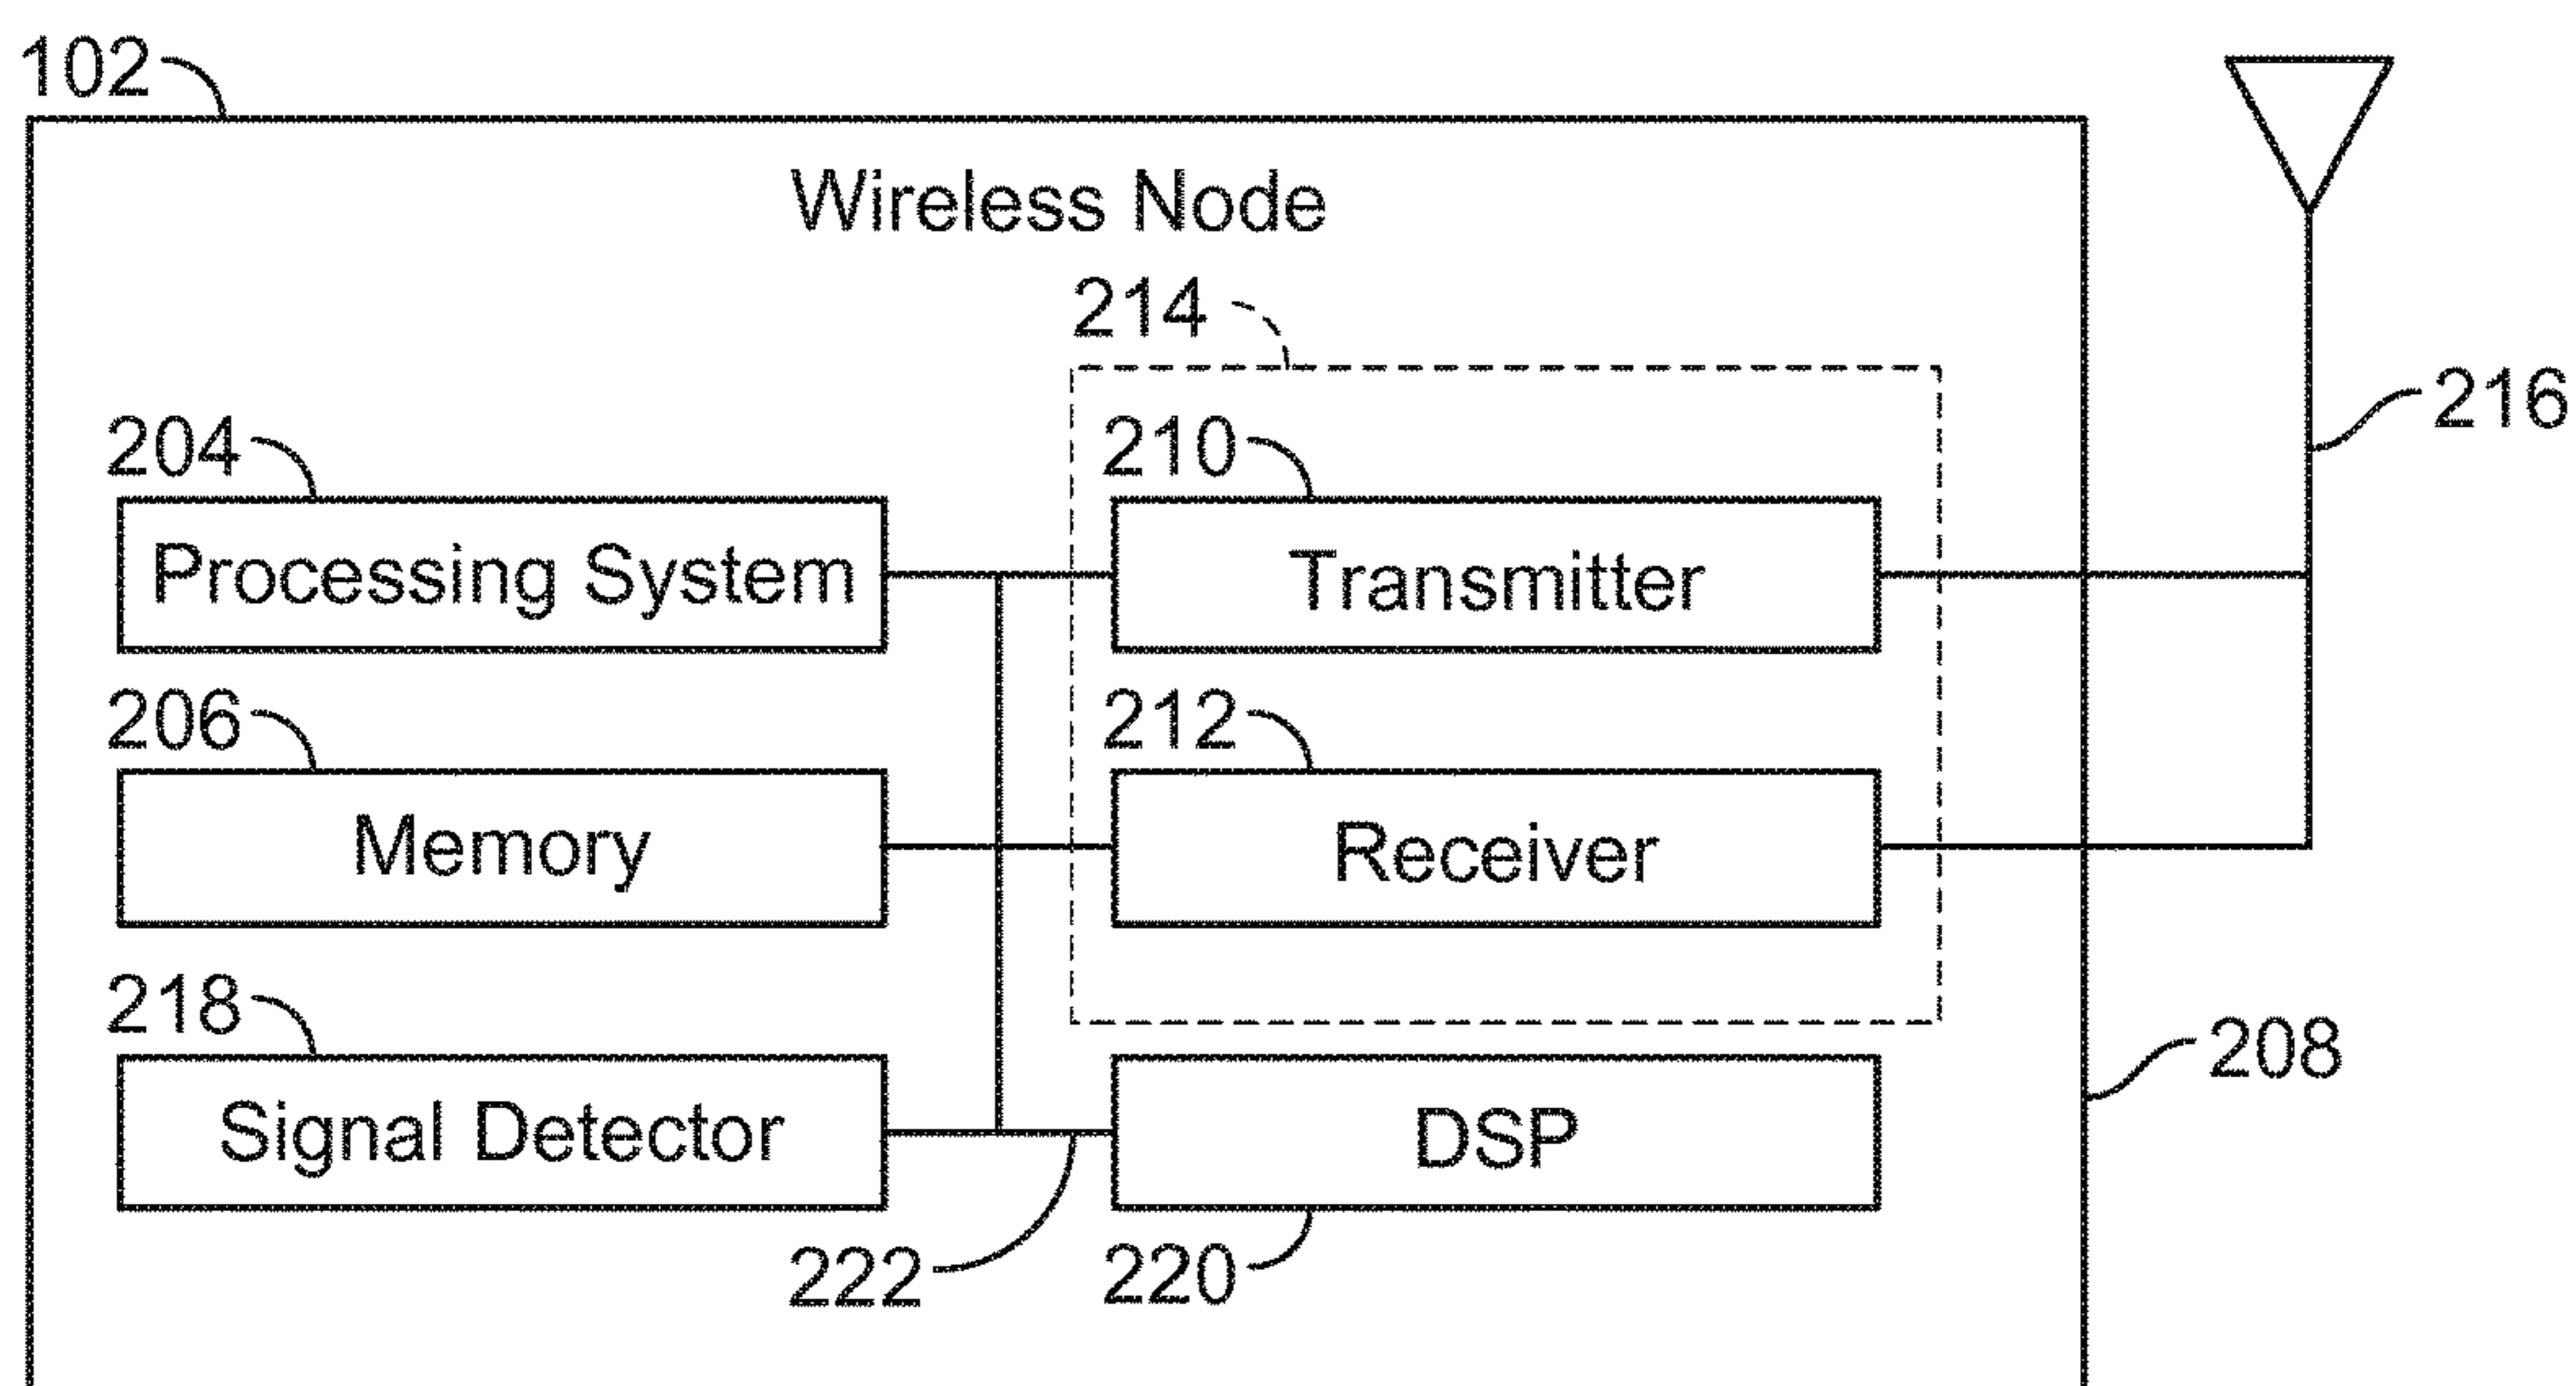 102
Wireless Node
214
216
204
210
Processing System
Transmitter
206
212
Memory
Receiver
218
208
Signal Detector
DSP
222
220